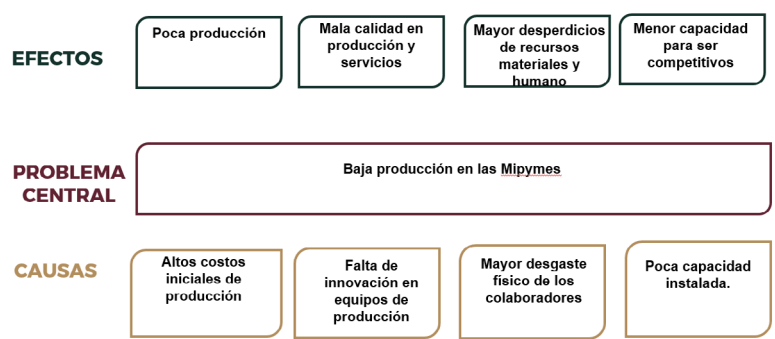 EFECTOS
Poca producción
Mala calidad en
producción y
servicios
Mayor desperdicios
de recursos
materiales y
humano
Menor capacidad
para ser
competitivos
PROBLEMA
CENTRAL
Baja producción en las Mipymes
CAUSAS
Altos costos
iniciales de
producción
Falta de
innovación en
equipos de
producción
Mayor desgaste
físico de los
colaboradores
Poca capacidad
instalada.